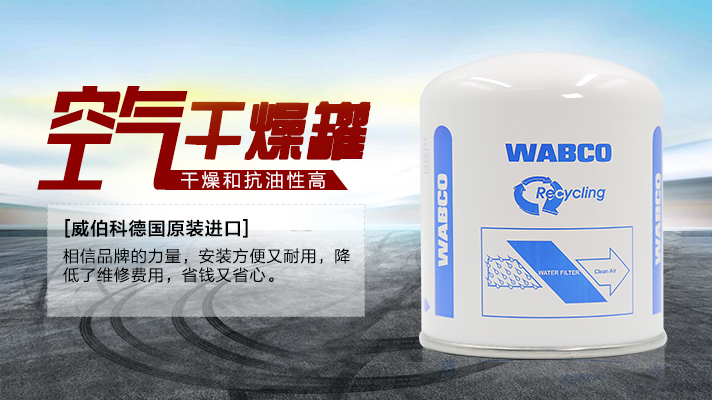 空气干燥罐
干燥和抗油性高
[威伯科德国原装进口]
相信品牌的力量，安装方便又耐用，降
低了维修费用，省钱又省心。
WABCO
Recycling
WATER FILTER
Clean Air
WABCO
WABCO